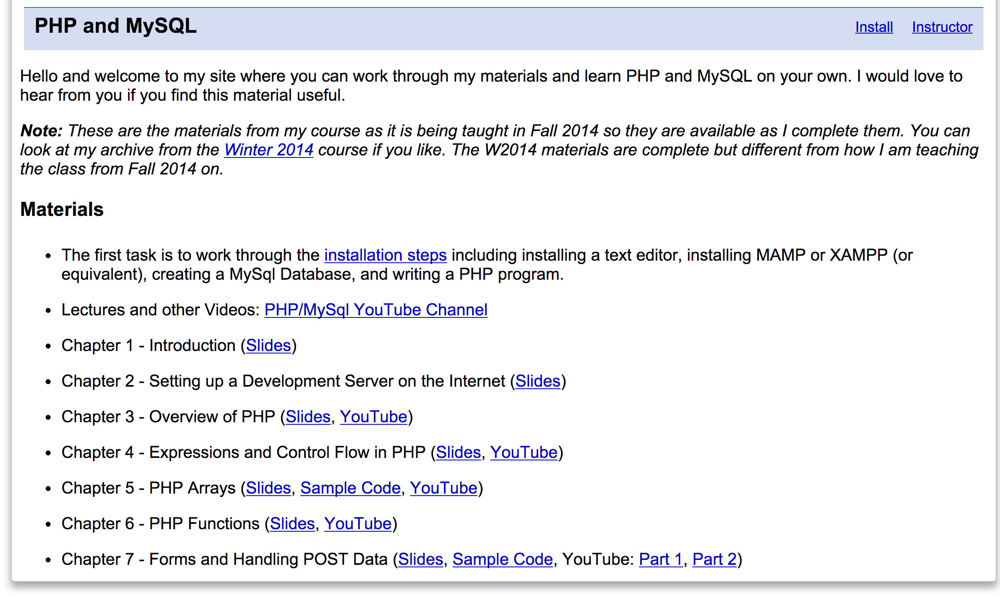 PHP and MySQL
Install Instructor
Hello and welcome to my site where you can work through my materials and learn PHP and MySQL on your own. I would love to
hear from you if you find this material useful.
Note: These are the materials from my course as it is being taught in Fall 2014 so they are available as I complete them. You can
look at my archive from the Winter 2014 course if you like. The W2014 materials are complete but different from how I am teaching
the class from Fall 2014 on.
Materials
• The first task is to work through the installation steps including installing a text editor, installing MAMP or XAMPP (or
equivalent), creating a MySql Database, and writing a PHP program.
• Lectures and other Videos: PHP/MySql YouTube Channel
• Chapter 1 - Introduction (Slides)
• Chapter 2 - Setting up a Development Server on the Internet (Slides)
• Chapter 3 - Overview of PHP (Slides, YouTube)
• Chapter 4 - Expressions and Control Flow in PHP (Slides, YouTube)
• Chapter 5 - PHP Arrays (Slides, Sample Code, YouTube)
• Chapter 6 - PHP Functions (Slides, YouTube)
• Chapter 7 - Forms and Handling POST Data (Slides, Sample Code, YouTube: Part 1, Part 2)